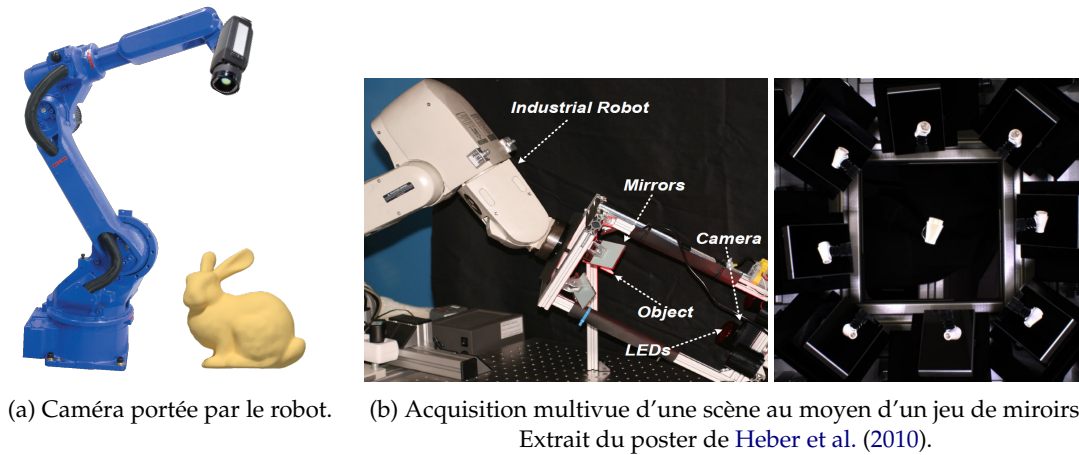 Industrial Robot
Mirrors
Camera
Object
LEDs
(a) Caméra portée par le robot.
(b) Acquisition multivue d'une scène au moyen d'un jeu de miroirs
Extrait du poster de Heber et al. (2010).